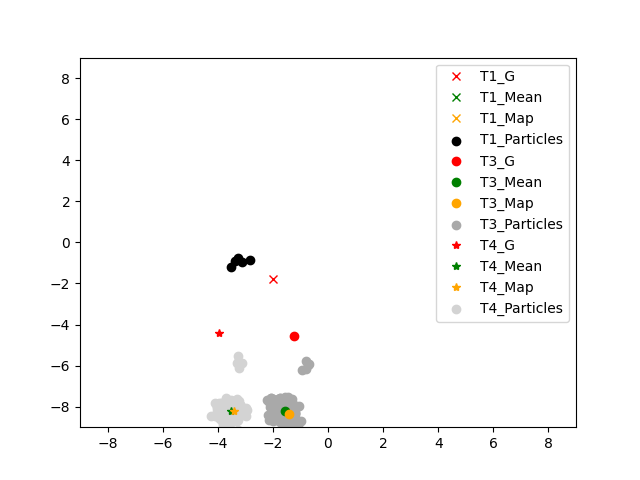 8
6
4
2
0
−2
−4
−6
−8
−8
−6
−4
−2
0
2
4
6
8
T1_G
T1_Mean
T1_Map
T1_Particles
T3_G
T3_Mean
T3_Map
T3_Particles
T4_G
T4_Mean
T4_Map
T4_Particles